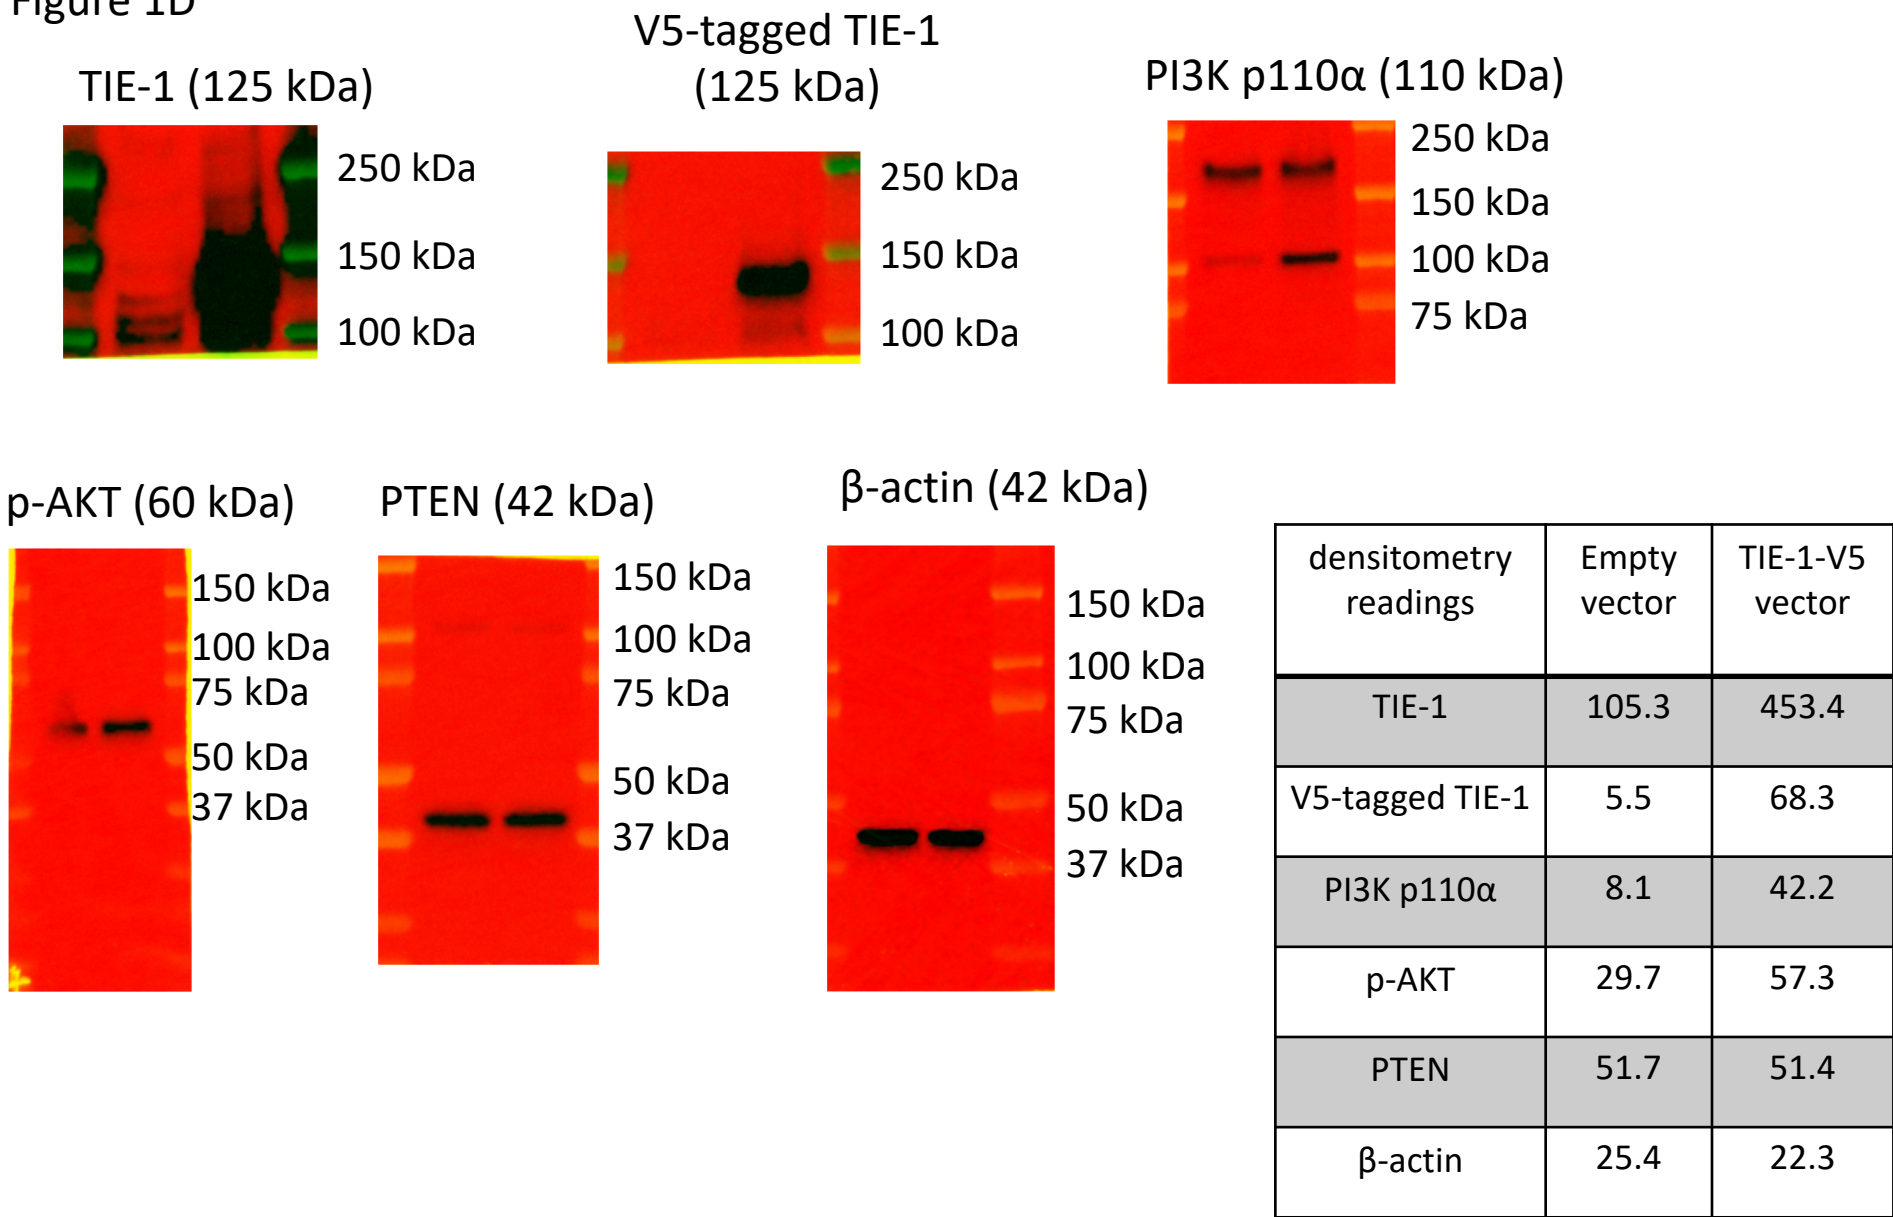 Figure 1D
TIE-1 (125 kDa)
250 kDa
150 kDa
100 kDa
V5-tagged TIE-1
(125 kDa)
250 kDa
150 kDa
100 kDa
PI3K p110α (110 kDa)
250 kDa
150 kDa
100 kDa
75 kDa
p-AKT (60 kDa)
150 kDa
100 kDa
75 kDa
50 kDa
37 kDa
PTEN (42 kDa)
150 kDa
100 kDa
75 kDa
50 kDa
37 kDa
β-actin (42 kDa)
150 kDa
100 kDa
75 kDa
50 kDa
37 kDa
densitometry readings Empty vector TIE-1-V5 vector
TIE-1 105.3 453.4
V5-tagged TIE-1 5.5 68.3
PI3K p110α 8.1 42.2
p-AKT 29.7 57.3
PTEN 51.7 51.4
β-actin 25.4 22.3